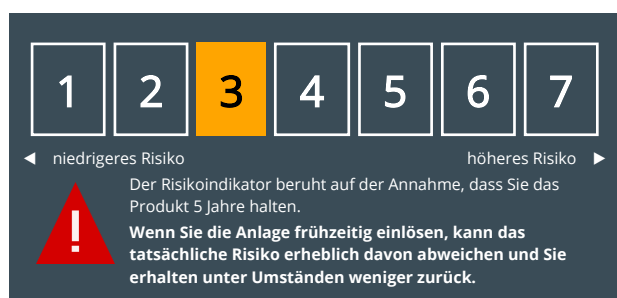 1 2 3 4 5 6 7
◀ niedrigeres Risiko höheres Risiko ▶
Der Risikoindikator beruht auf der Annahme, dass Sie das
Produkt 5 Jahre halten.
!
Wenn Sie die Anlage frühzeitig einlösen, kann das
tatsächliche Risiko erheblich davon abweichen und Sie
erhalten unter Umständen weniger zurück.